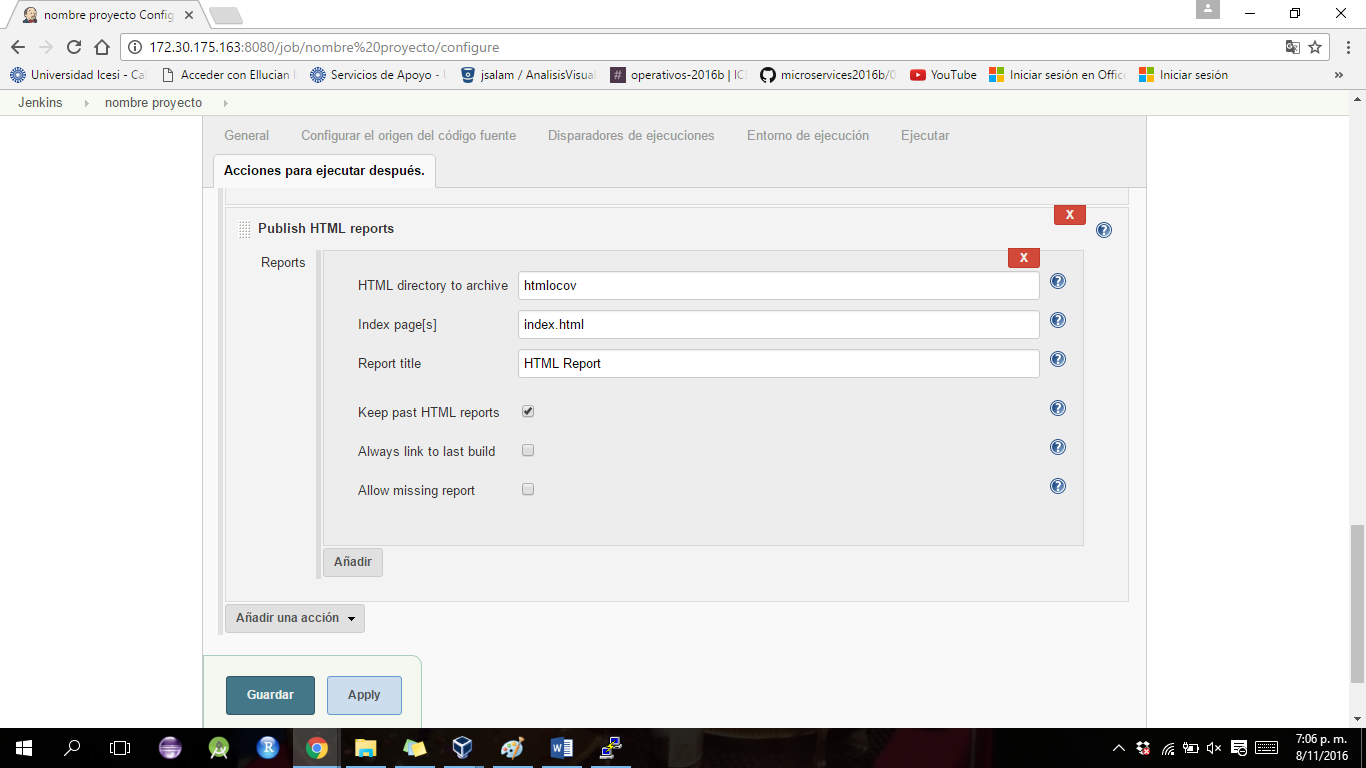 nombre proyecto Config
172.30.175.163:8080/job/nombre%20proyecto/configure
Universidad Icesi - Ca
Acceder con Ellucian
Servicios de Apoyo -
jsalam / AnalisisVisua
operativos-2016b |
microservices2016b/
YouTube
Iniciar sesión en Offic
Iniciar sesión
»
Jenkins
nombre proyecto
General
Configurar el origen del código fuente
Disparadores de ejecuciones
Entorno de ejecución
Ejecutar
Acciones para ejecutar después.
X
Publish HTML reports
Reports
X
HTML directory to archive
htmlocov
Index page[s]
index.html
Report title
HTML Report
Keep past HTML reports
Always link to last build
Allow missing report
Añadir
Añadir una acción
Guardar
Apply
7:06 p. m.
8/11/2016